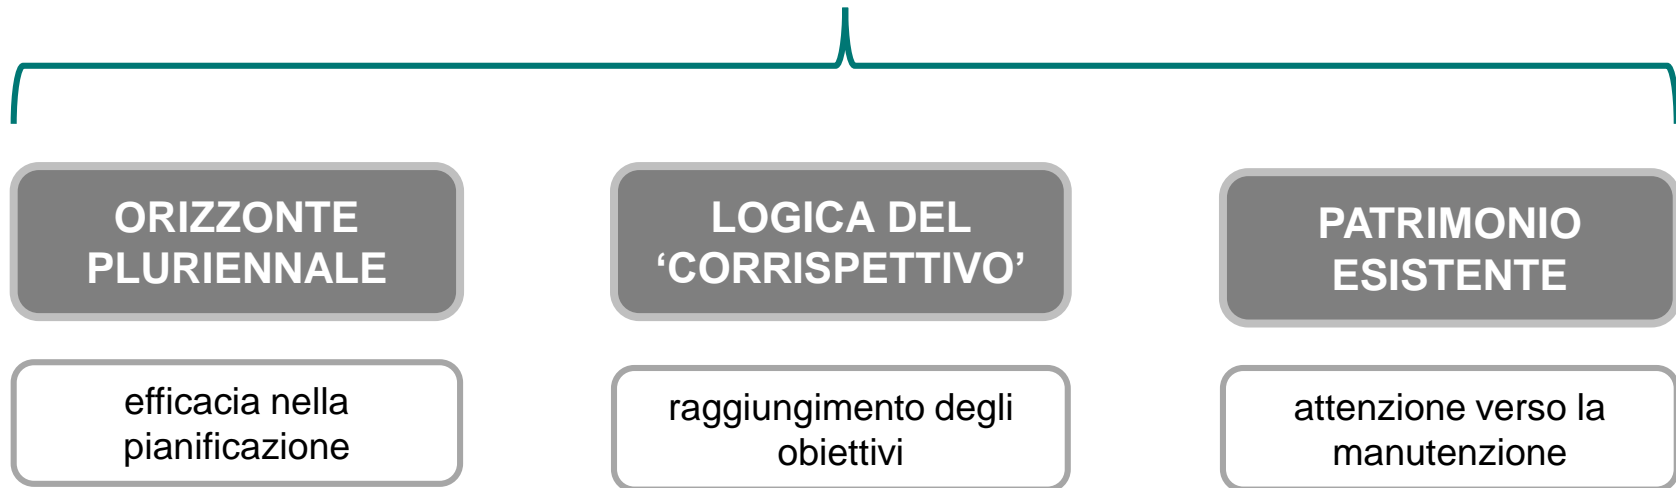 ORIZZONTE
PLURIENNALE
LOGICA DEL
‘CORRISPETTIVO’
PATRIMONIO
ESISTENTE
efficacia nella
pianificazione
raggiungimento degli
obiettivi
attenzione verso la
manutenzione